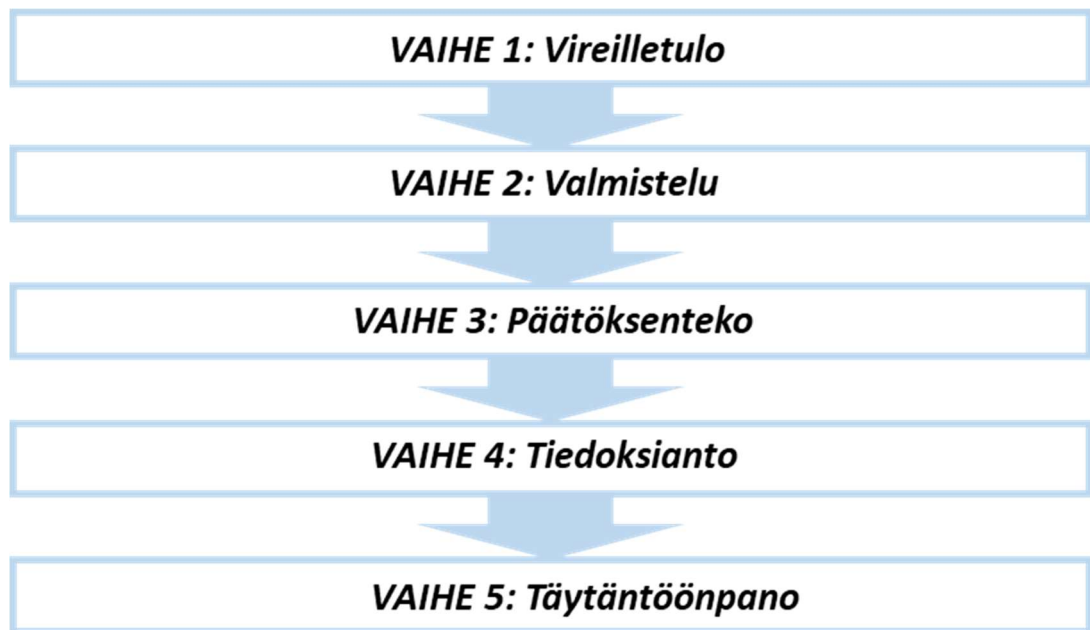 VAIHE 1: Vireilletulo
VAIHE 2: Valmistelu
VAIHE 3: Päätöksenteko
VAIHE 4: Tiedoksianto
VAIHE 5: Täytäntöönpano